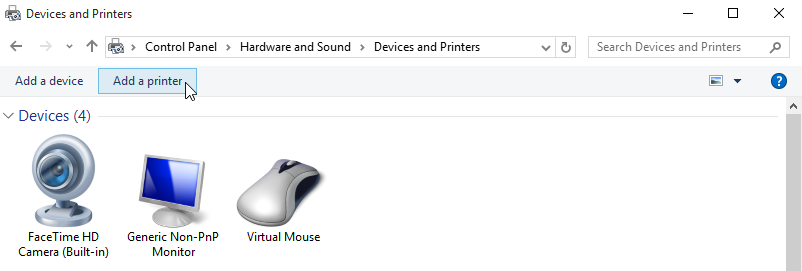 Devices and Printers
Control Panel > Hardware and Sound > Devices and Printers
Search Devices and Printers
Add a device Add a printer ?
Devices (4)
FaceTime HD Camera (Built-in)
Generic Non-PnP Monitor
Virtual Mouse